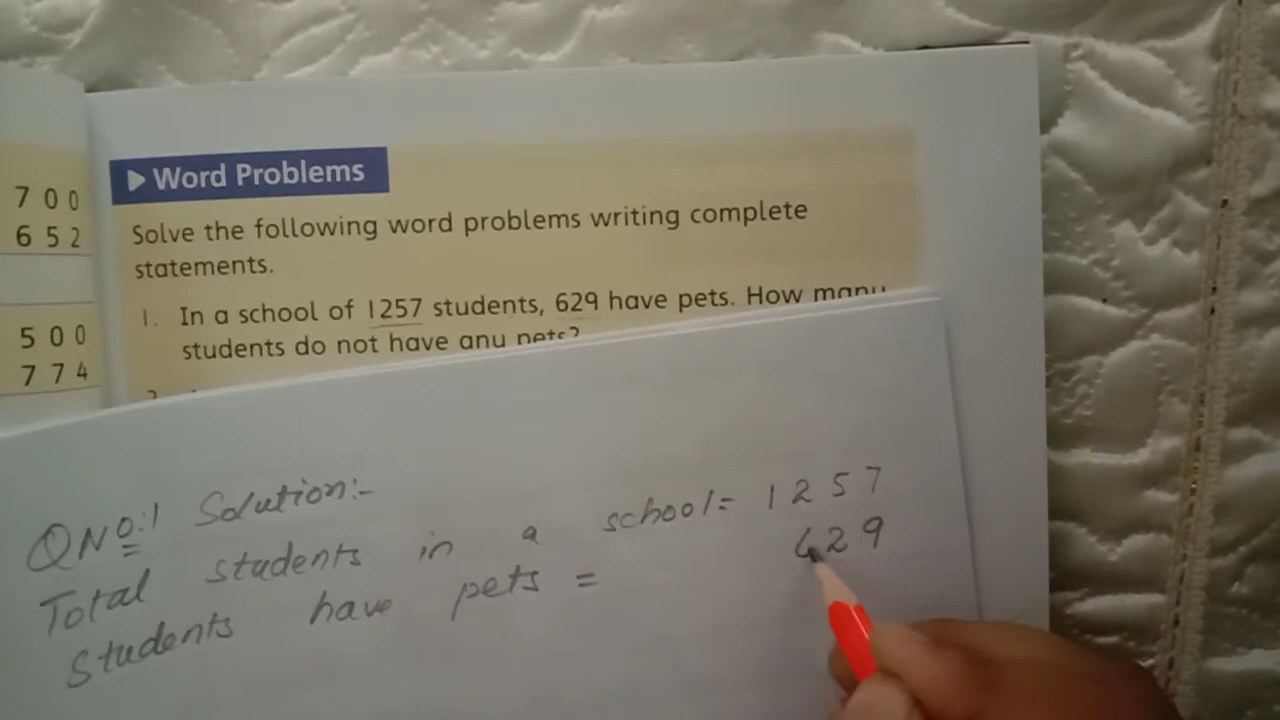 7 0 0
6 5 2
5 0 0
7 7 4
Word Problems
Solve the following word problems writing complete
statements.
1. In a school of 1257 students, 629 have pets. How many
students do not have any pets?
QNO:1 Solution:-
Total students in a school = 1257
Students have pets = 629